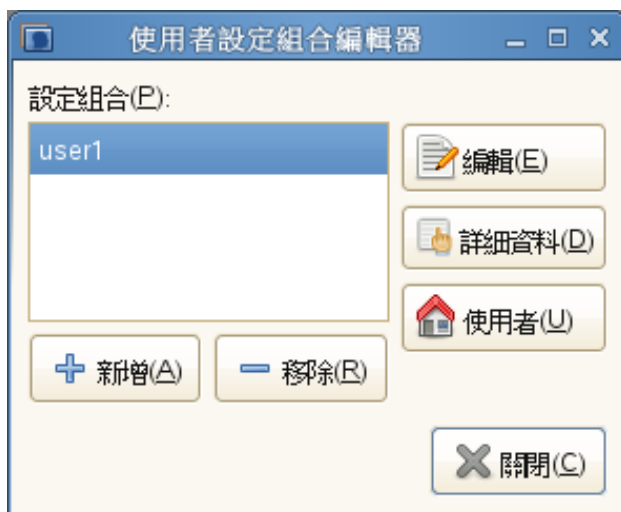 使用者設定組合編輯器
設定組合(P):
user1
編輯(E)
詳細資料(D)
使用者(U)
新增(A)
移除(R)
關閉(C)